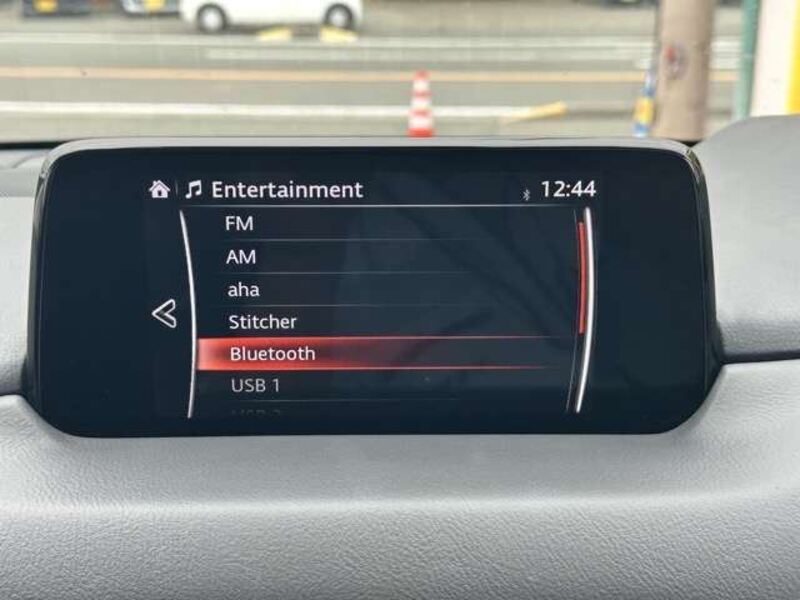 Entertainment 12:44
FM
AM
aha
Stitcher
Bluetooth
USB 1